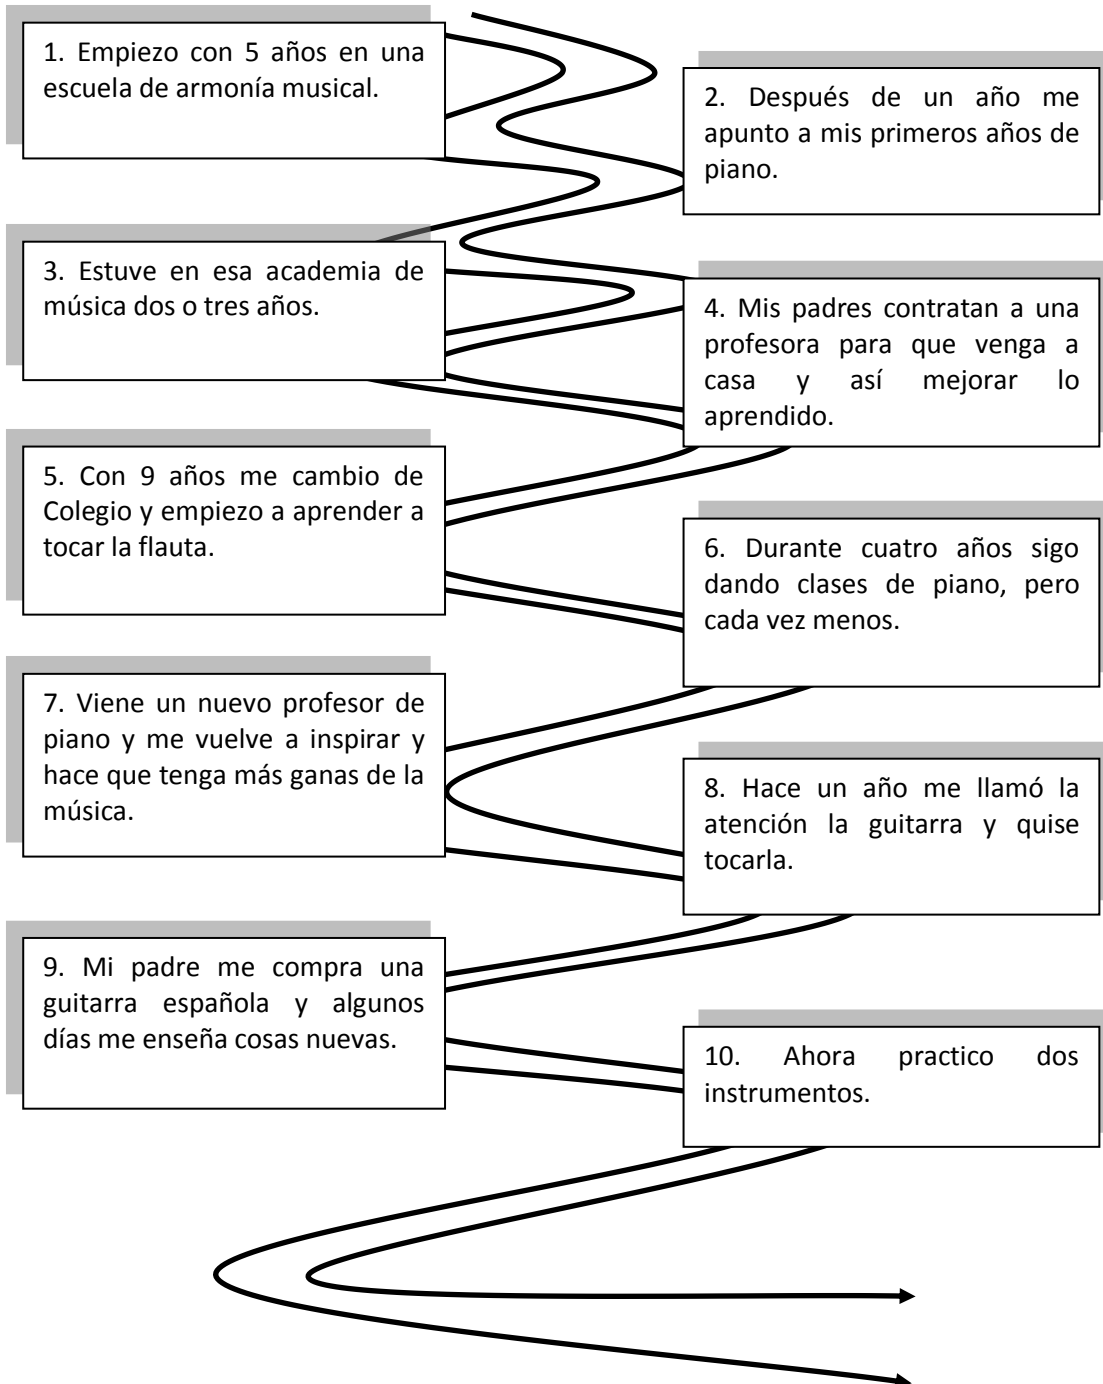 1. Empiezo con 5 años en una
escuela de armonía musical.
2. Después de un año me
apunto a mis primeros años de
piano.
3. Estuve en esa academia de
música dos o tres años.
4. Mis padres contratan a una
profesora para que venga a
casa y así mejorar lo
aprendido.
5. Con 9 años me cambio de
Colegio y empiezo a aprender a
tocar la flauta.
6. Durante cuatro años sigo
dando clases de piano, pero
cada vez menos.
7. Viene un nuevo profesor de
piano y me vuelve a inspirar y
hace que tenga más ganas de la
música.
8. Hace un año me llamó la
atención la guitarra y quise
tocarla.
9. Mi padre me compra una
guitarra española y algunos
días me enseña cosas nuevas.
10. Ahora practico dos
instrumentos.